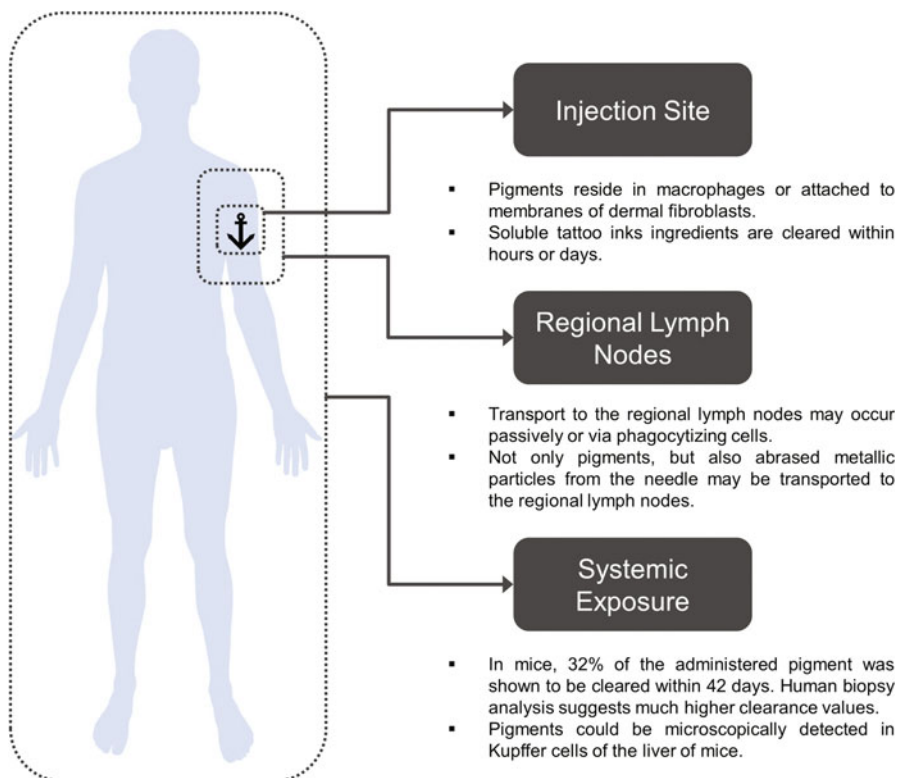 Injection Site
▪ Pigments reside in macrophages or attached to
membranes of dermal fibroblasts.
▪ Soluble tattoo inks ingredients are cleared within
hours or days.
Regional Lymph
Nodes
▪ Transport to the regional lymph nodes may occur
passively or via phagocytizing cells.
▪ Not only pigments, but also abrased metallic
particles from the needle may be transported to
the regional lymph nodes.
Systemic
Exposure
▪ In mice, 32% of the administered pigment was
shown to be cleared within 42 days. Human biopsy
analysis suggests much higher clearance values.
▪ Pigments could be microscopically detected in
Kupffer cells of the liver of mice.